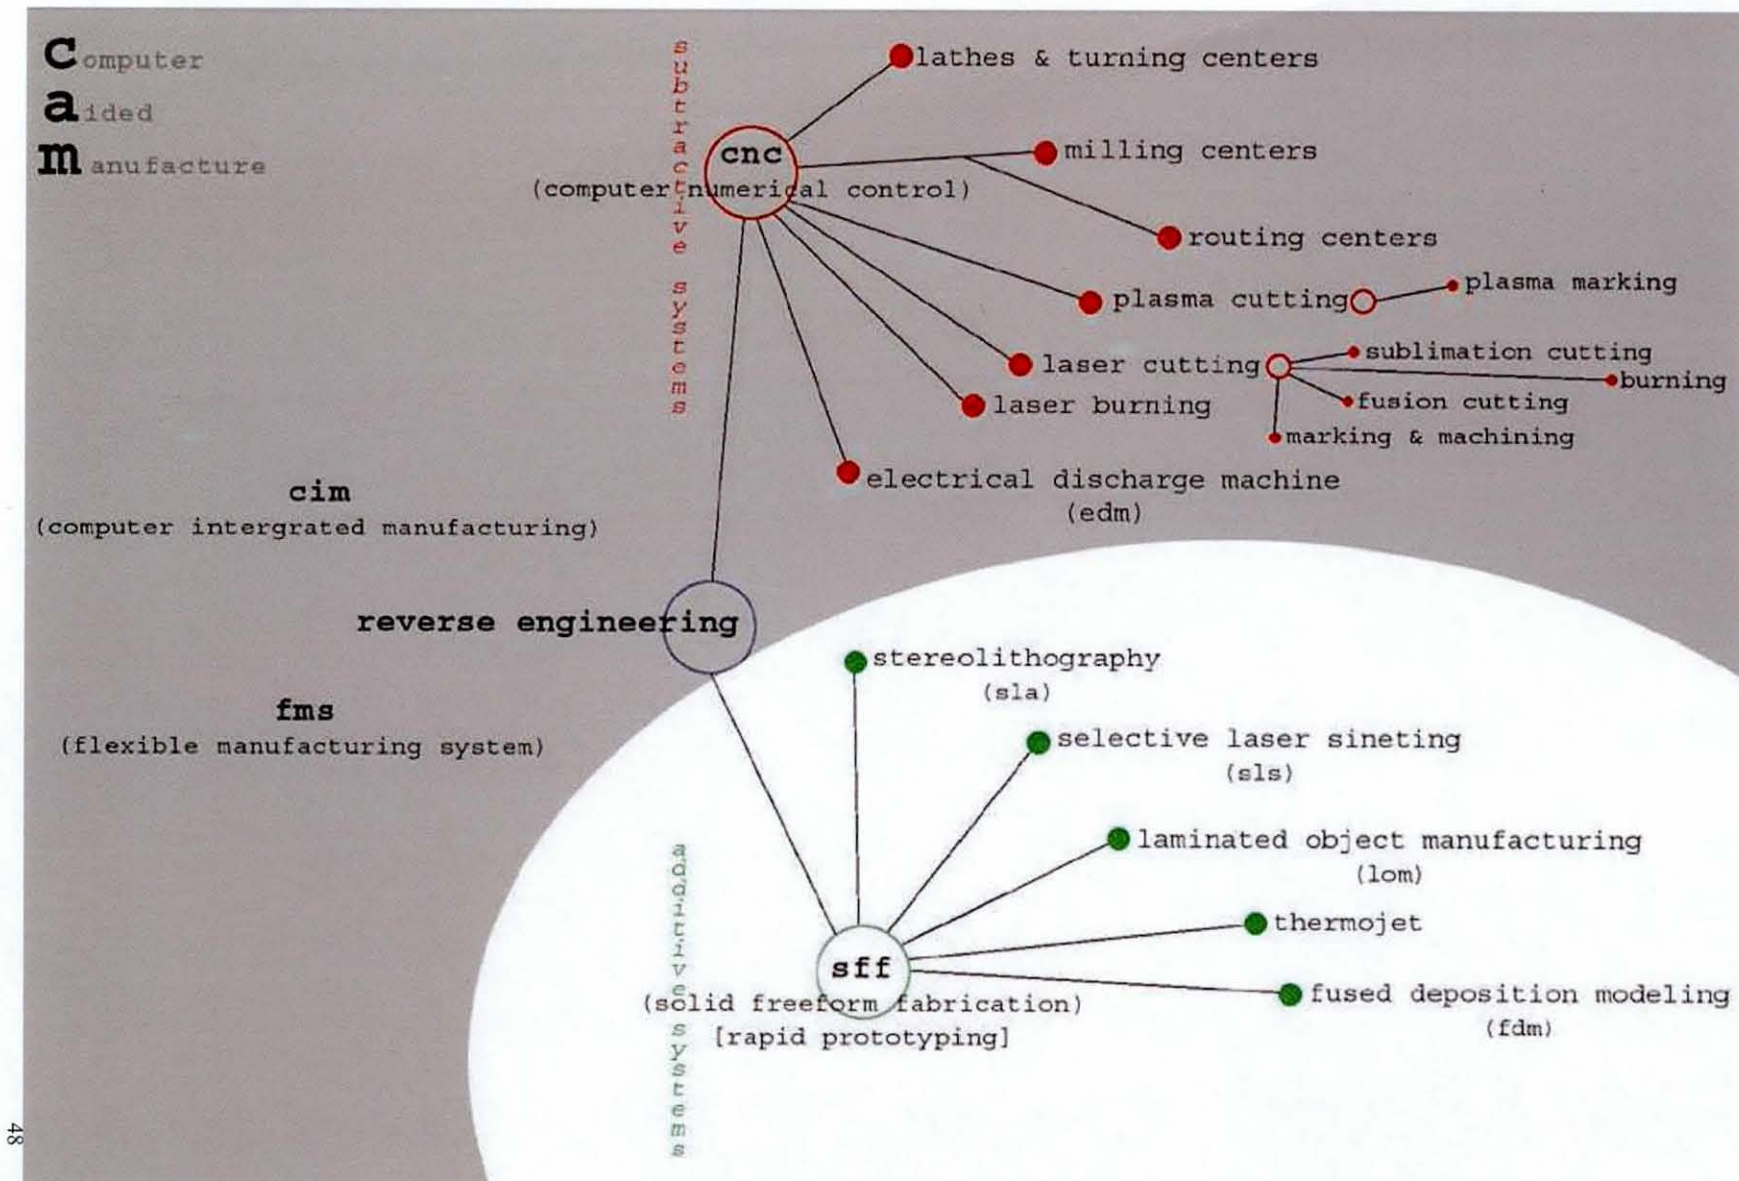 Computer
aided
manufacture
subtractive systems
lathes & turning centers
cnc
(computer numerical control)
milling centers
routing centers
plasma cutting
plasma marking
laser cutting
sublimation cutting
burning
fusion cutting
marking & machining
laser burning
electrical discharge machine
(edm)
cim
(computer intergrated manufacturing)
reverse engineering
fms
(flexible manufacturing system)
stereolithography
(sla)
selective laser sineting
(sls)
laminated object manufacturing
(lom)
thermojet
additive systems
sff
(solid freeform fabrication)
[rapid prototyping]
fused deposition modeling
(fdm)
48